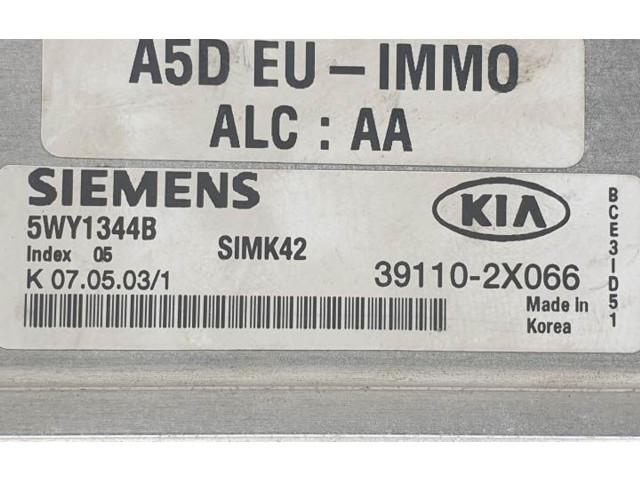 A5D EU – IMMO
ALC : AA
SIEMENS
5WY1344B
Index 05
SIMK42
K 07.05.03/1
KIA
39110-2X066
Made in
Korea
BCE3ID51